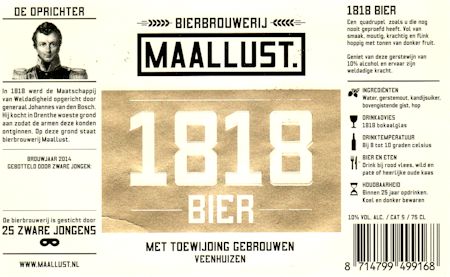 DE OPRICHTER
In 1818 werd de Maatschappij
van Weldadigheid opgericht door
generaal Johannes van den Bosch.
Hij kocht in Drenthe woeste grond
aan zodat de armen deze konden
ontginnen. Op deze grond staat
bierbrouwerij Maallust.
BROUWJAAR 2014
GEBOTTELD DOOR ZWARE JONGEN:
De bierbrouwerij is gesticht door
25 ZWARE JONGENS
WWW.MAALLUST.NL
BIERBROUWERIJ
MAALLUST.
1818
BIER
MET TOEWIJDING GEBROUWEN
VEENHUIZEN
1818 BIER
Een quadrupel zoals u die nog
nooit geproefd heeft. Vol van
smaak, moutig, krachtig en flink
hoppig met tonen van donker fruit.
Geniet van deze gerstewijn van
10% alcohol en ervaar zijn
weldadige kracht.
INGREDIËNTEN
Water, gerstemout, kandijsuiker,
bovengistende gist, hop
DRINKADVIES
1818 bokaalglas
DRINKTEMPERATUUR
Bij 8 tot 10 graden celsius
BIER EN ETEN
Drink bij rood vlees, wild en
paté of heerlijke oude kaas
HOUDBAARHEID
Binnen 25 jaar opdrinken.
Koel en donker bewaren
10% VOL. ALC. / CAT S / 75 CL
8 714799 499168